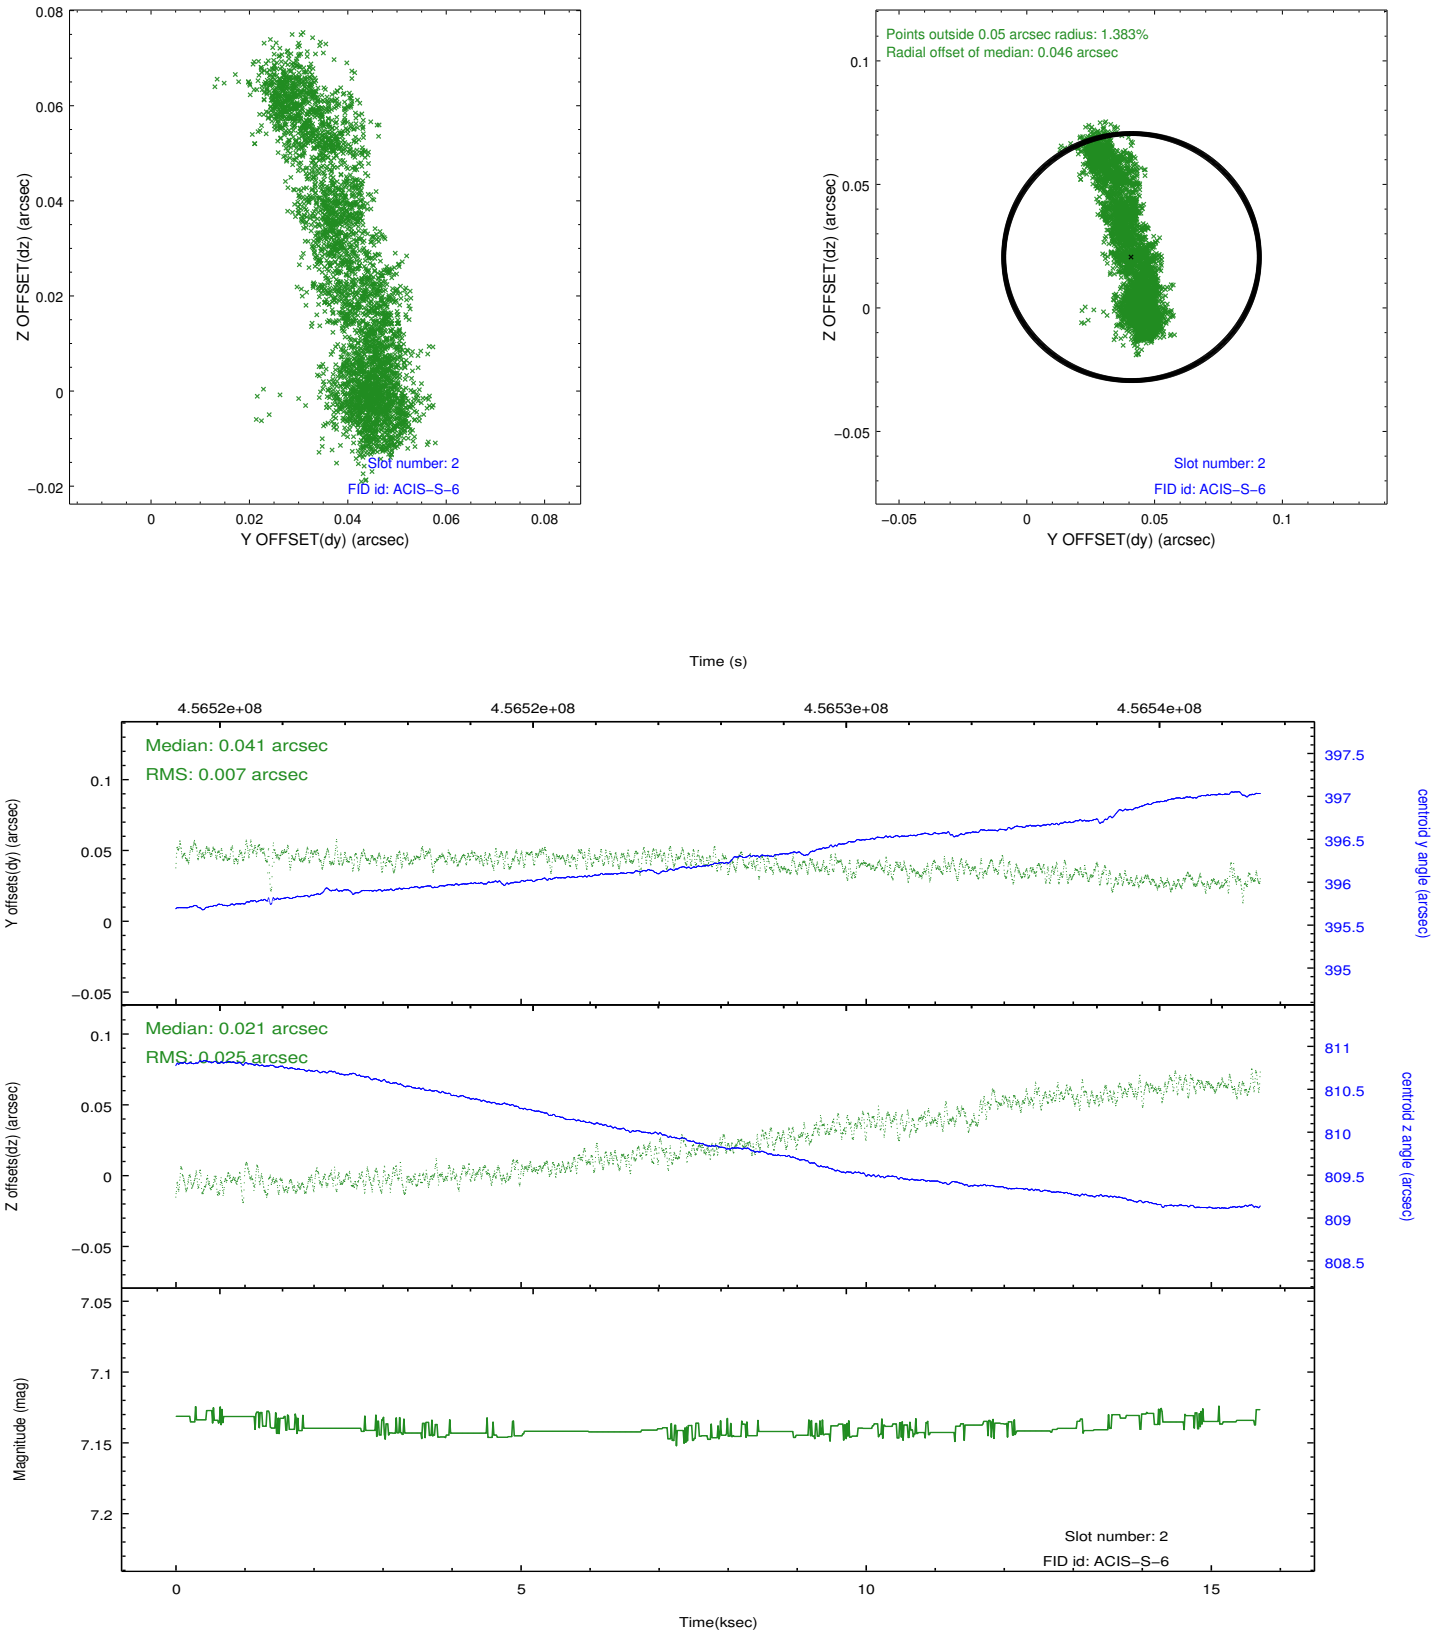 0.08
0.06
0.04
0.02
0
−0.02
Z OFFSET(dz) (arcsec)
0
0.02
0.04
0.06
0.08
Y OFFSET(dy) (arcsec)
Slot number: 2
FID id: ACIS−S−6
Points outside 0.05 arcsec radius: 1.383%
Radial offset of median: 0.046 arcsec
0.1
0.05
0
−0.05
Z OFFSET(dz) (arcsec)
−0.05
0
0.05
0.1
Y OFFSET(dy) (arcsec)
Slot number: 2
FID id: ACIS−S−6
Time (s)
4.5652e+08
4.5652e+08
4.5653e+08
4.5654e+08
Median: 0.041 arcsec
RMS: 0.007 arcsec
0.1
0.05
0
−0.05
Y offsets(dy) (arcsec)
397.5
397
396.5
396
395.5
395
centroid y angle (arcsec)
Median: 0.021 arcsec
RMS: 0.025 arcsec
0.1
0.05
0
−0.05
Z offsets(dz) (arcsec)
811
810.5
810
809.5
809
808.5
centroid z angle (arcsec)
7.05
7.1
7.15
7.2
Magnitude (mag)
Slot number: 2
FID id: ACIS−S−6
0
5
10
15
Time(ksec)